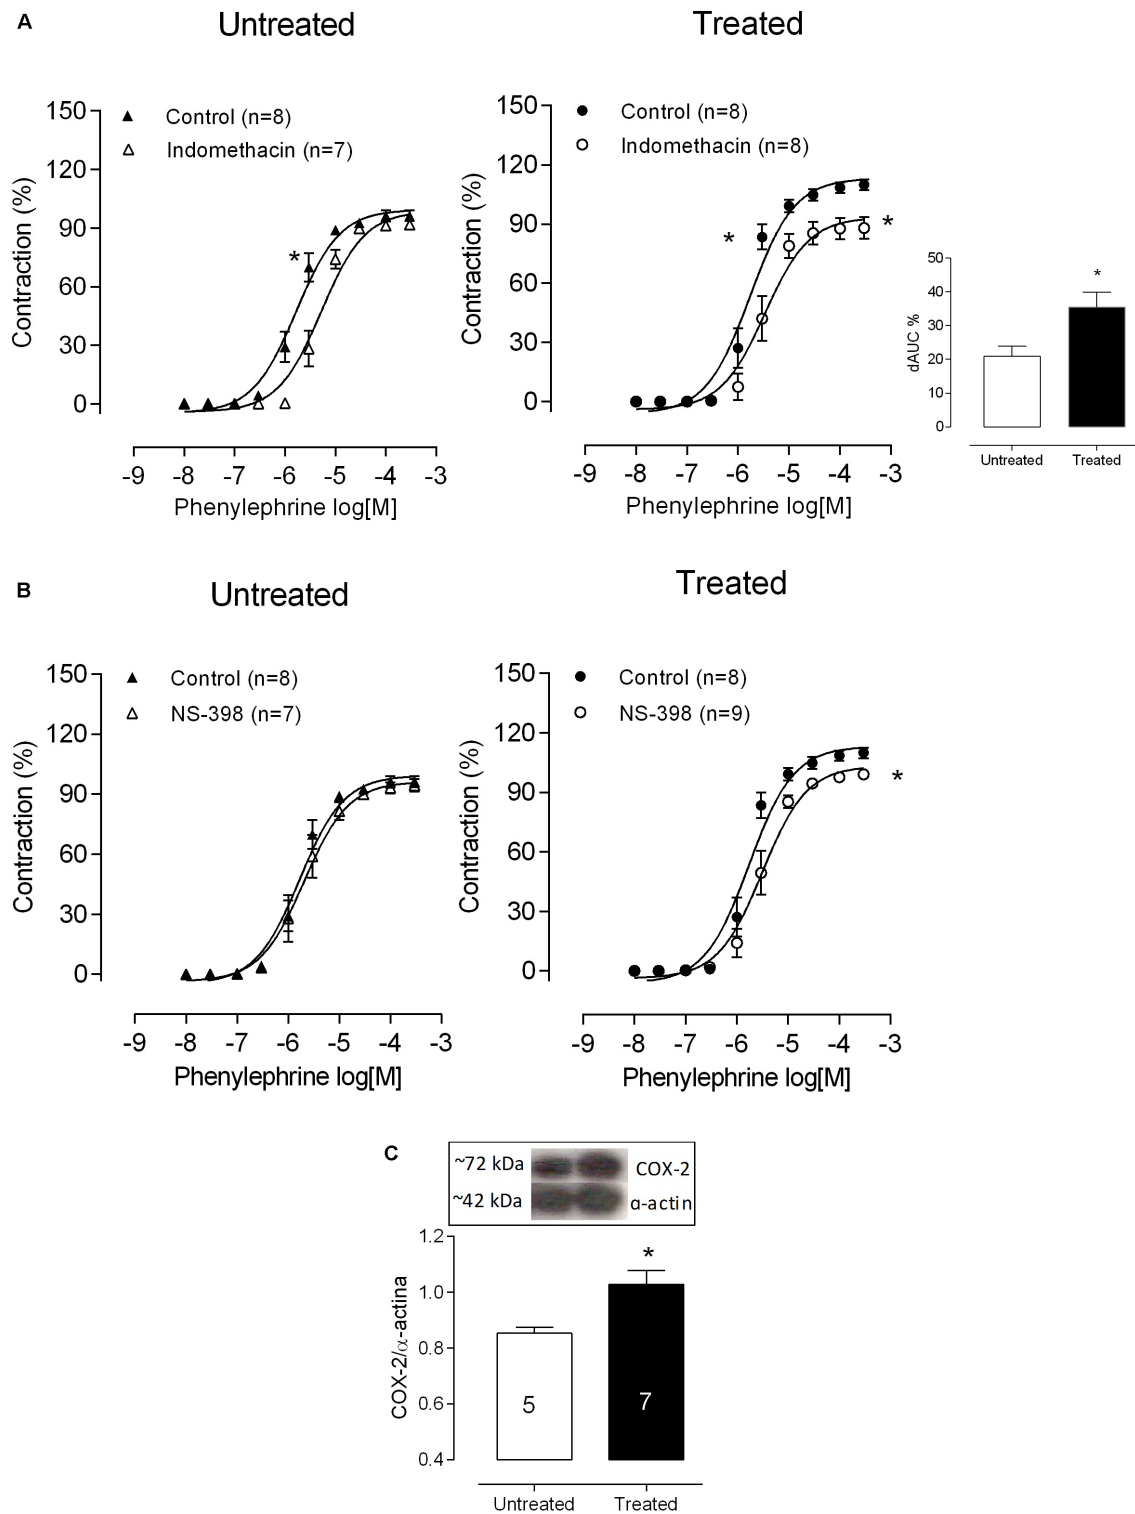 A
Untreated
Treated
150
120
90
60
30
0
Contraction (%)
▲ Control (n=8)
△ Indomethacin (n=7)
*
-9 -8 -7 -6 -5 -4 -3
Phenylephrine log[M]
150
120
90
60
30
0
Contraction (%)
● Control (n=8)
○ Indomethacin (n=8)
*
*
-9 -8 -7 -6 -5 -4 -3
Phenylephrine log[M]
50
40
30
20
10
0
dAUC %
*
Untreated Treated
B
Untreated
Treated
150
120
90
60
30
0
Contraction (%)
▲ Control (n=8)
△ NS-398 (n=7)
-9 -8 -7 -6 -5 -4 -3
Phenylephrine log[M]
150
120
90
60
30
0
Contraction (%)
● Control (n=8)
○ NS-398 (n=9)
*
-9 -8 -7 -6 -5 -4 -3
Phenylephrine log[M]
C
~72 kDa COX-2
~42 kDa α-actin
1.2
1.0
0.8
0.6
0.4
COX-2/α-actina
*
5 7
Untreated Treated